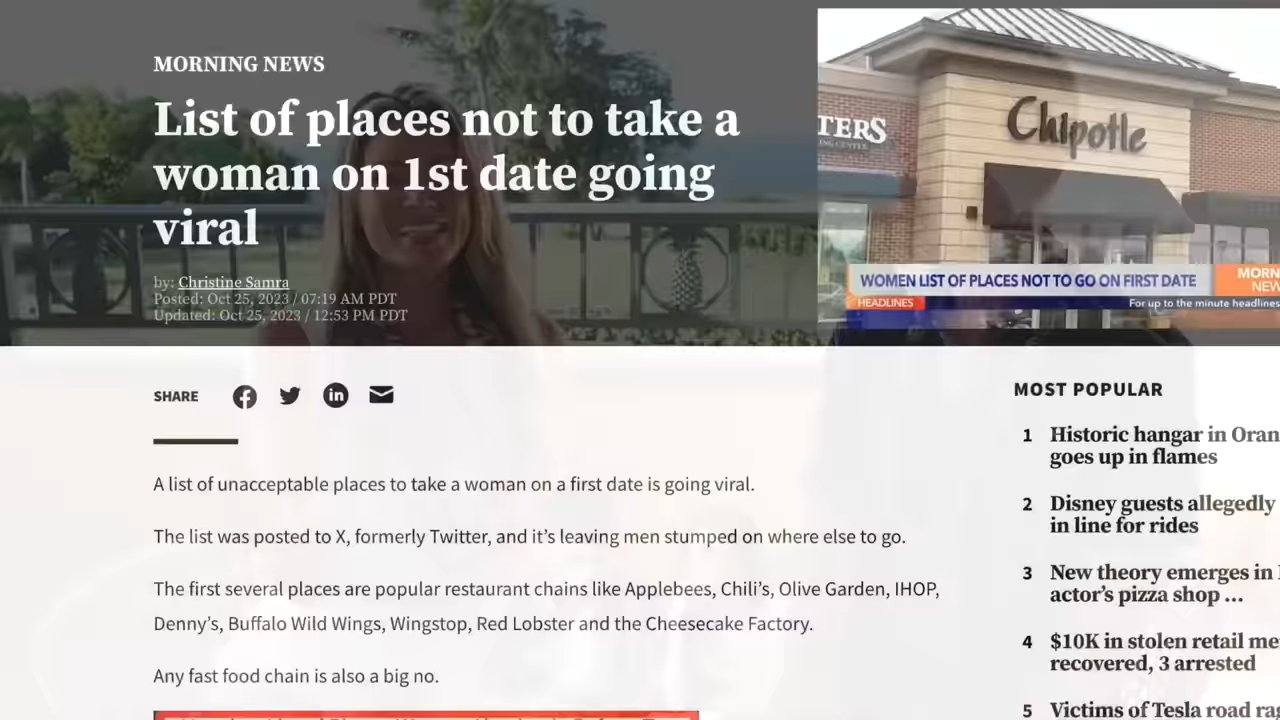 MORNING NEWS
List of places not to take a
woman on 1st date going
viral
by: Christine Samra
Posted: Oct 25, 2023 / 07:19 AM PDT
Updated: Oct 25, 2023 / 12:53 PM PDT
TERS
Chipotle
WOMEN LIST OF PLACES NOT TO GO ON FIRST DATE
MORN
NEW
HEADLINES
For up to the minute headlines
SHARE
A list of unacceptable places to take a woman on a first date is going viral.
The list was posted to X, formerly Twitter, and it's leaving men stumped on where else to go.
The first several places are popular restaurant chains like Applebees, Chili's, Olive Garden, IHOP,
Denny's, Buffalo Wild Wings, Wingstop, Red Lobster and the Cheesecake Factory.
Any fast food chain is also a big no.
MOST POPULAR
1 Historic hangar in Oran
goes up in flames
2 Disney guests allegedly
in line for rides
3 New theory emerges in
actor's pizza shop …
4 $10K in stolen retail me
recovered, 3 arrested
5 Victims of Tesla road rag